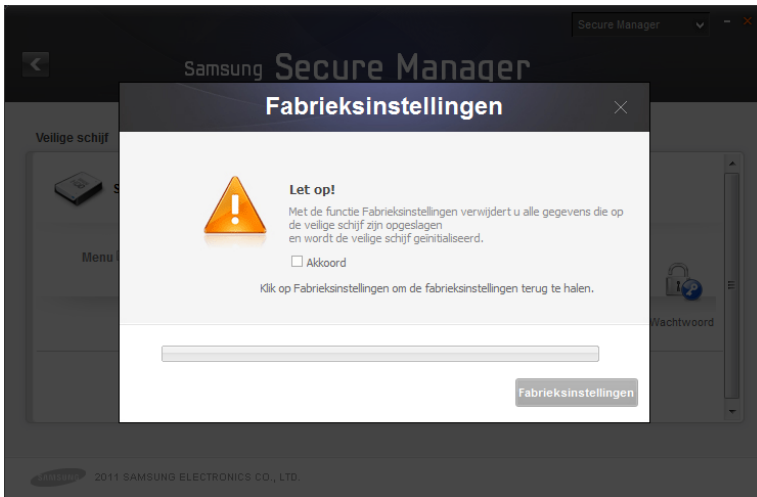 Secure Manager
Samsung Secure Manager
Fabrieksinstellingen
Veilige schijf
S
Let op!
Met de functie Fabrieksinstellingen verwijdert u alle gegevens die op
de veilige schijf zijn opgeslagen
en wordt de veilige schijf geïnitialiseerd.
Menu
Akkoord
Klik op Fabrieksinstellingen om de fabrieksinstellingen terug te halen.
Wachtwoord
Fabrieksinstellingen
SAMSUNG 2011 SAMSUNG ELECTRONICS CO., LTD.